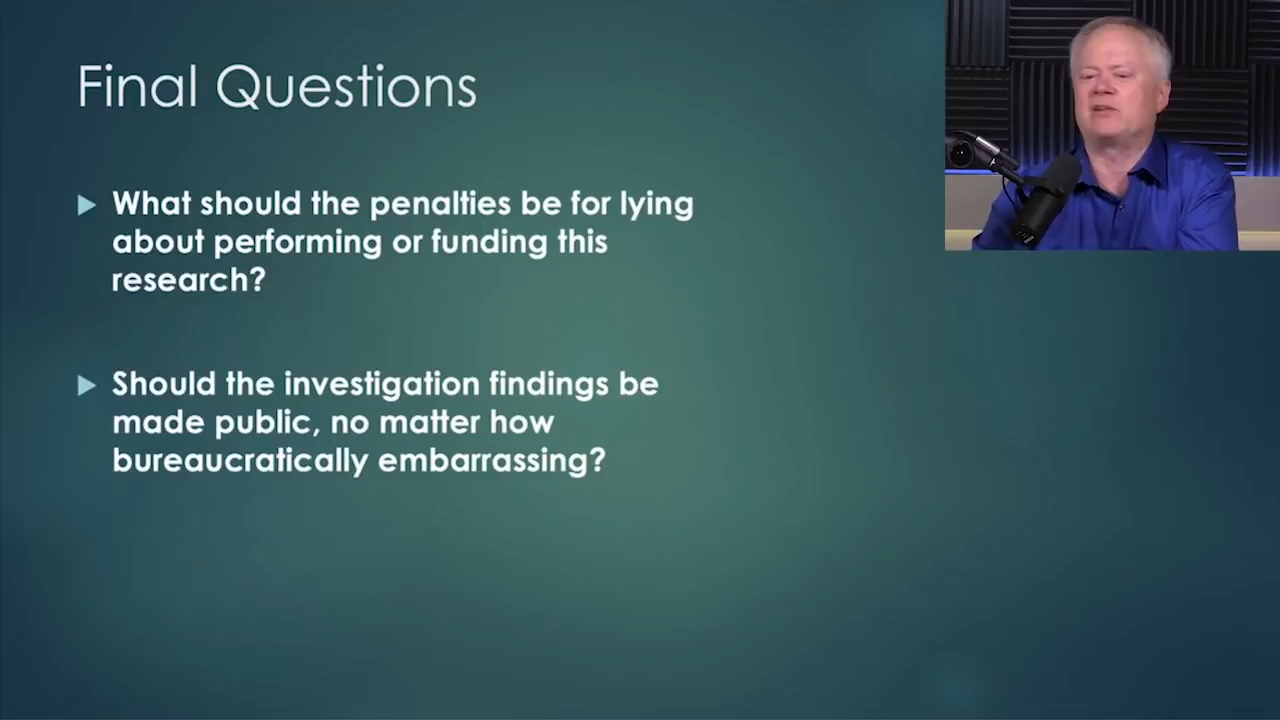 Final Questions
What should the penalties be for lying
about performing or funding this
research?
Should the investigation findings be
made public, no matter how
bureaucratically embarrassing?